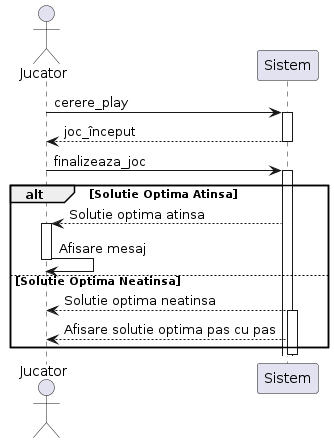 Jucator
Sistem
cerere_play
joc_început
finalizeaza_joc
alt [Solutie Optima Atinsa]
Solutie optima atinsa
Afisare mesaj
[Solutie Optima Neatinsa]
Solutie optima neatinsa
Afisare solutie optima pas cu pas
Jucator
Sistem